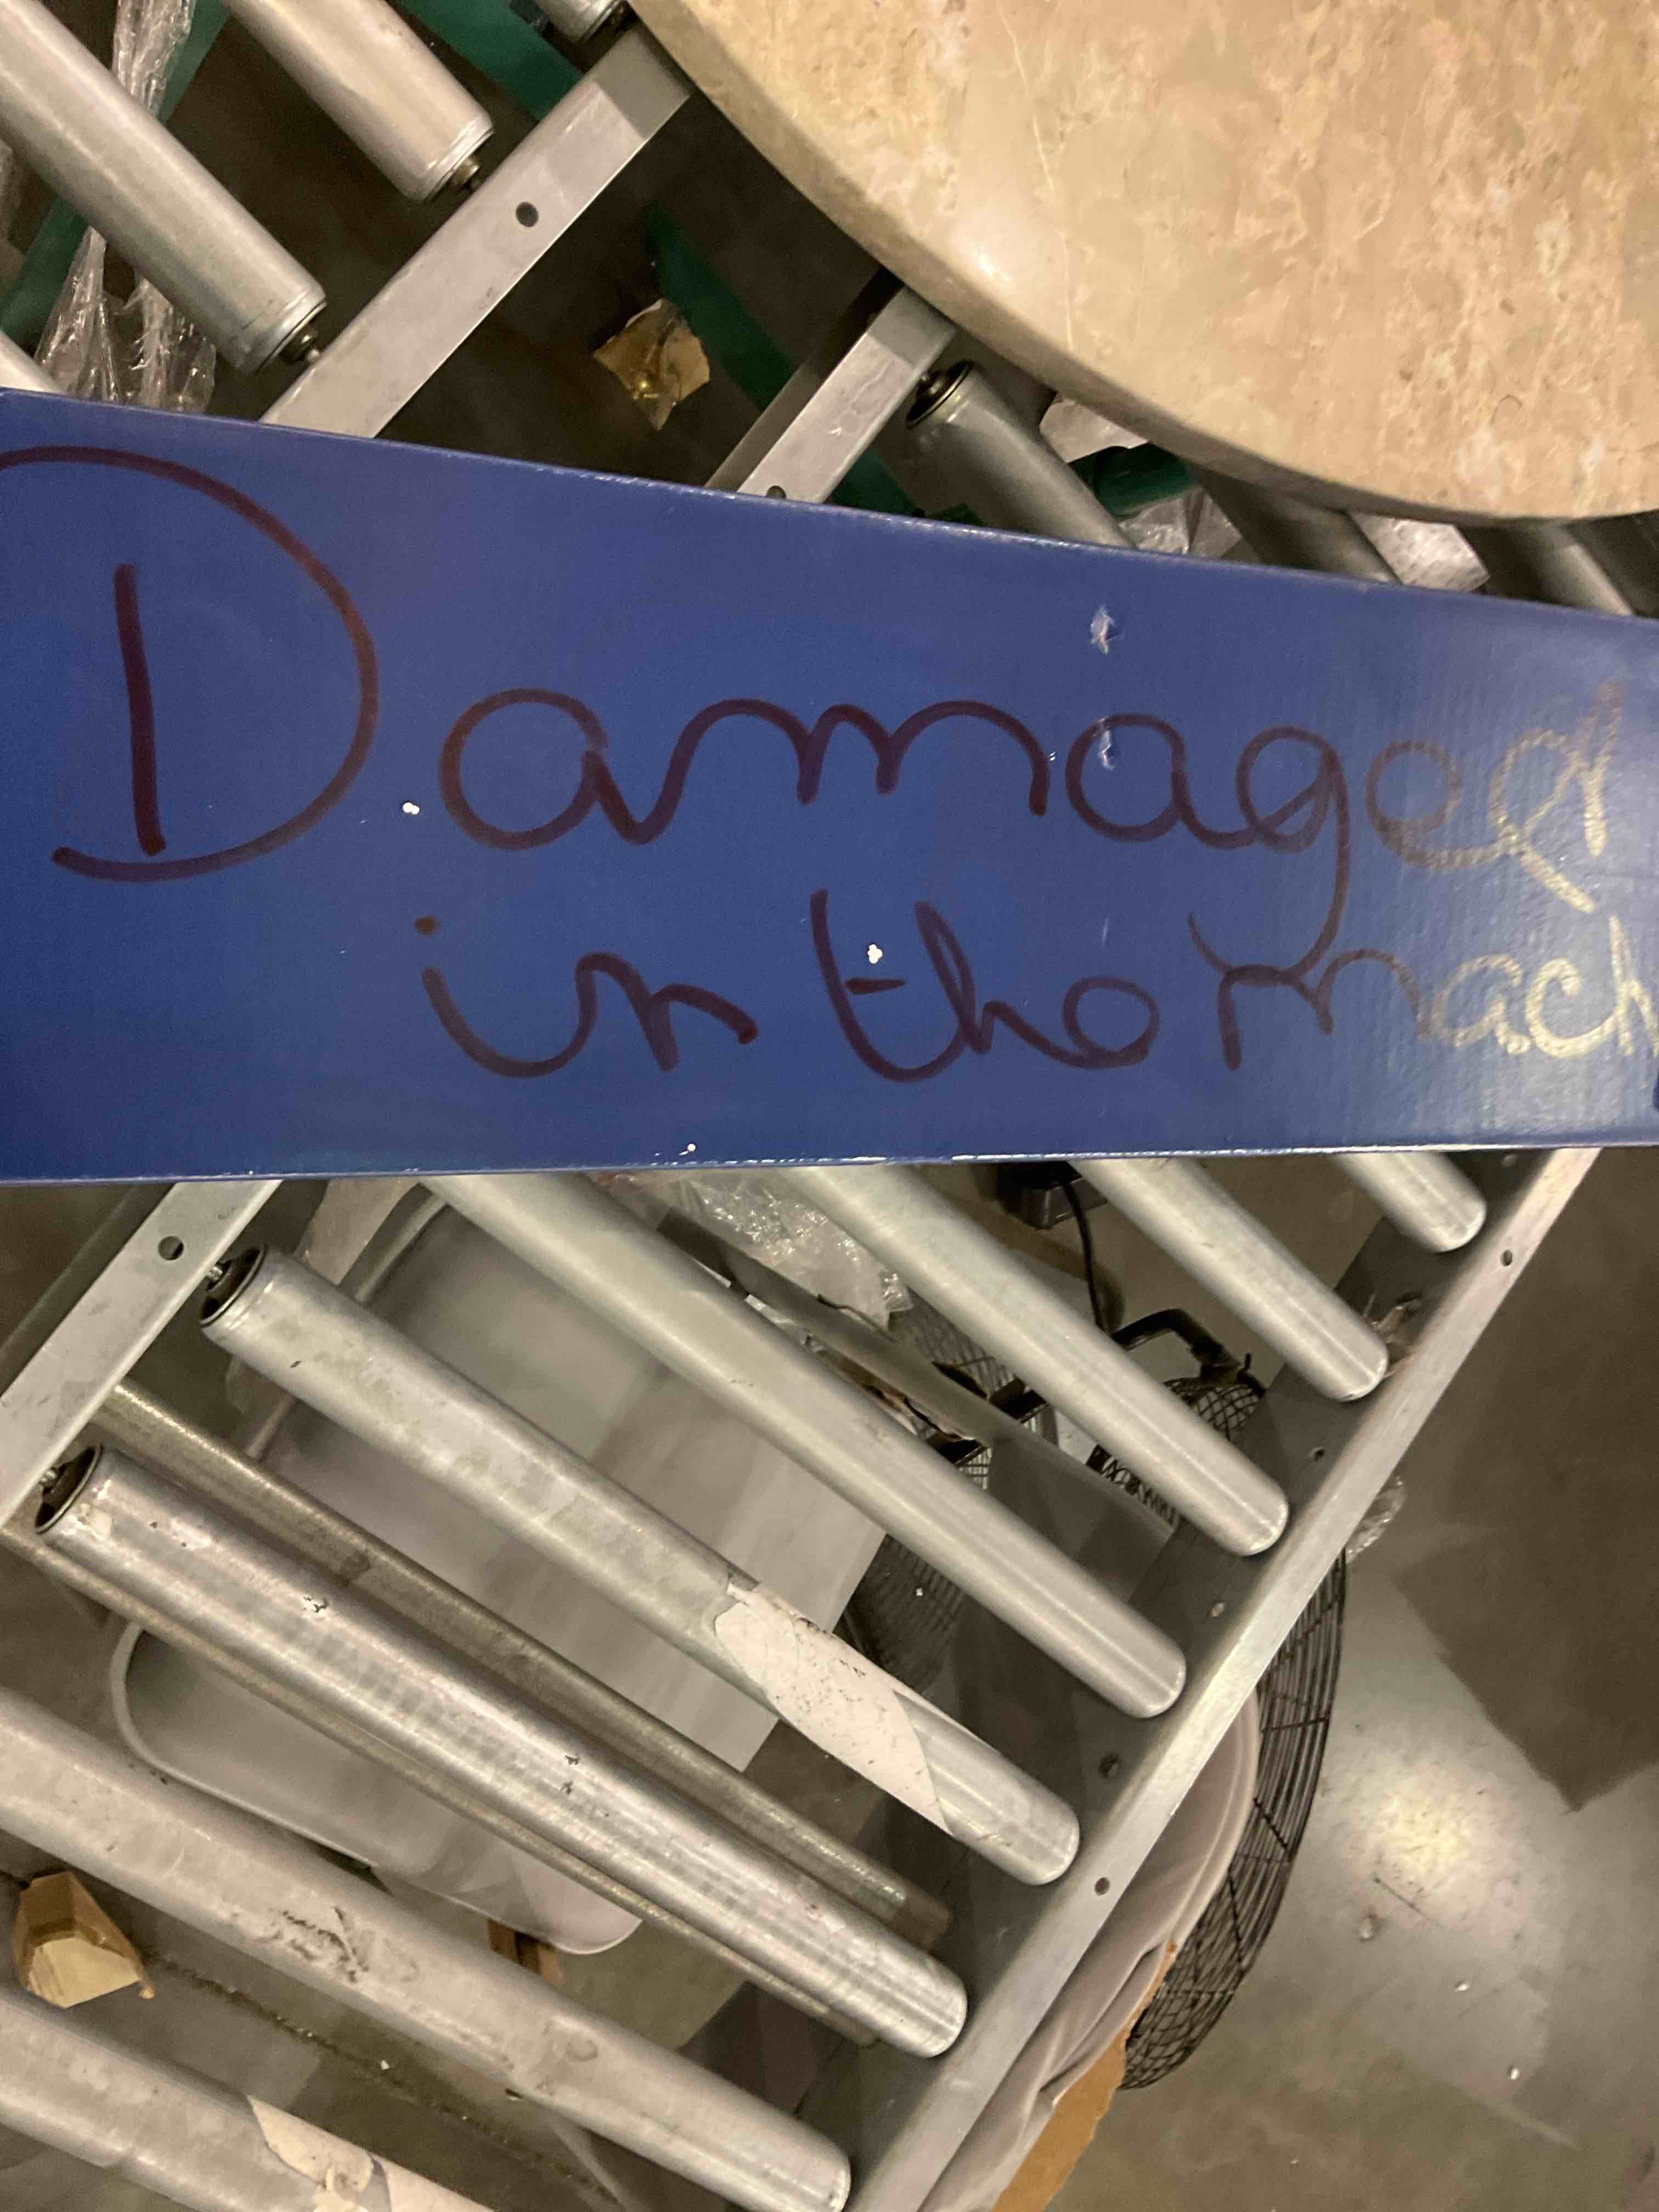 Damaged
in the mach